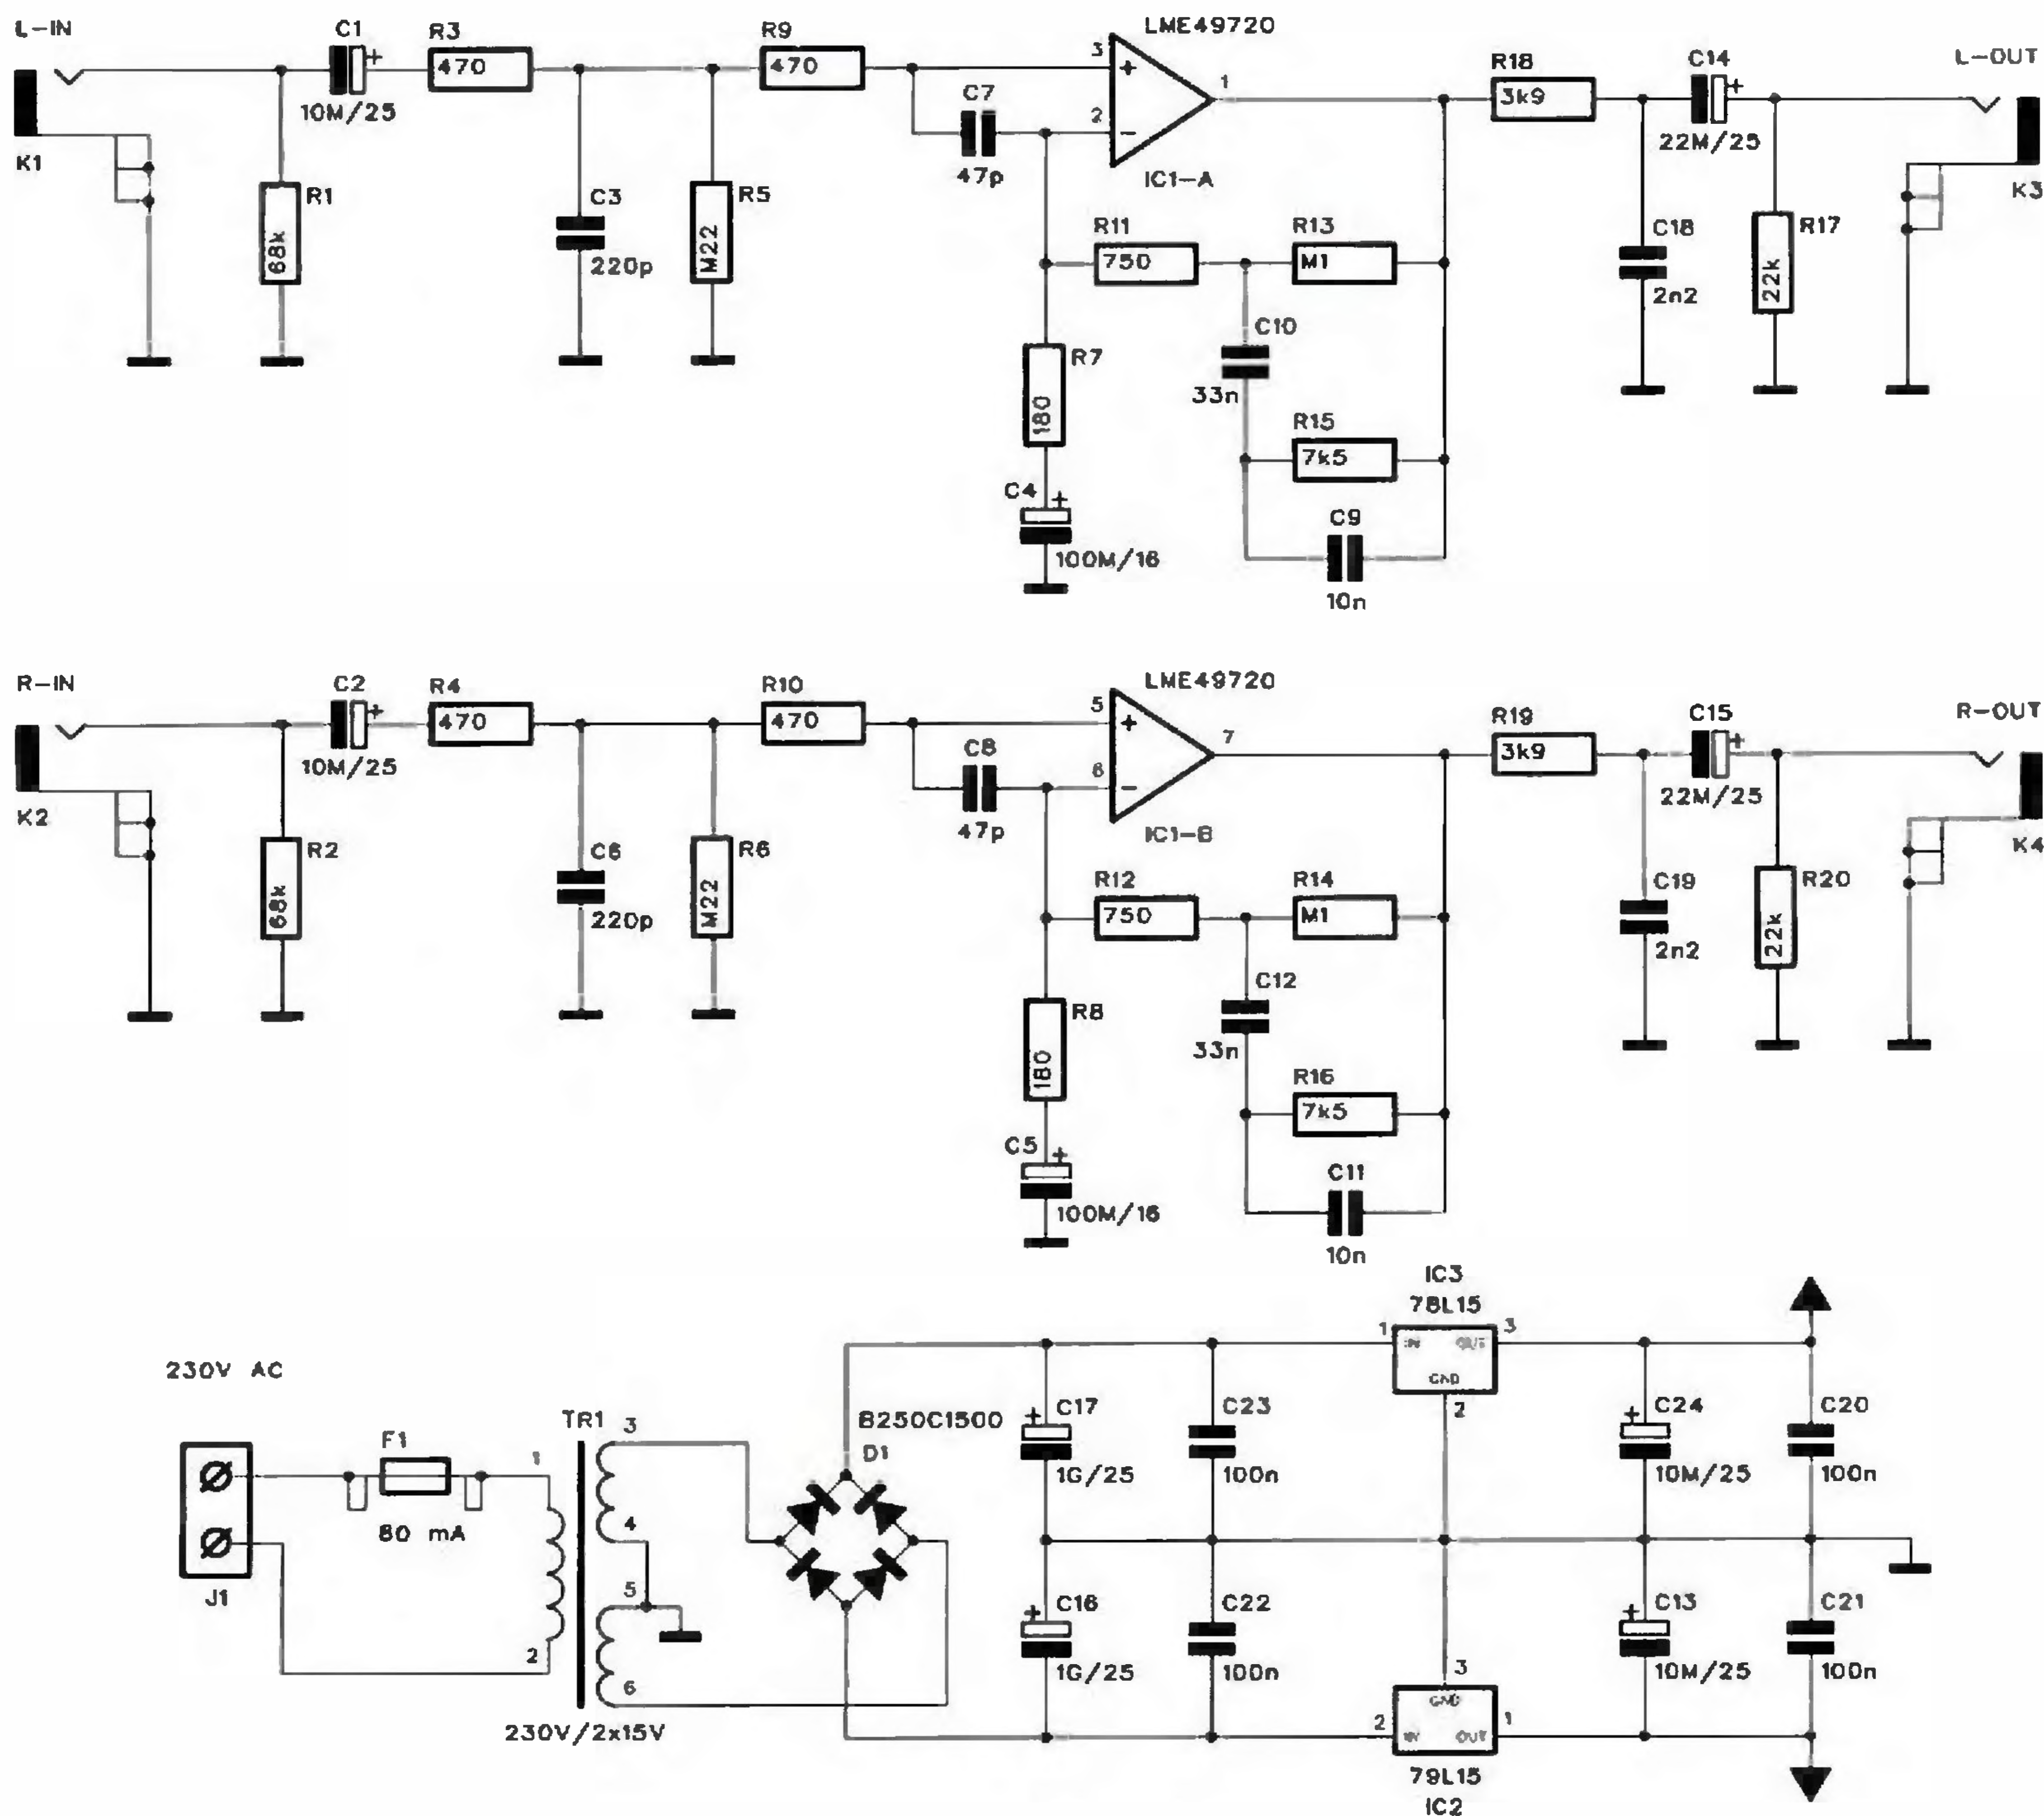 L-IN
K1
C1
10M/25
R3
470
R1
68k
C3
220p
R5
M22
R9
470
C7
47p
LME49720
3
2
1
IC1-A
R11
750
R13
M1
C10
33n
R7
180
R15
7k5
C4
100M/16
C9
10n
R18
3k9
C14
22M/25
L-OUT
K3
C18
2n2
R17
22k
R-IN
K2
C2
10M/25
R4
470
R2
68k
C6
220p
R6
M22
R10
470
C8
47p
LME49720
5
6
7
IC1-B
R12
750
R14
M1
C12
33n
R8
180
R16
7k5
C5
100M/16
C11
10n
R19
3k9
C15
22M/25
R-OUT
K4
C19
2n2
R20
22k
230V AC
J1
F1
80 mA
TR1
1
2
3
4
5
6
230V/2x15V
B250C1500
D1
C17
1G/25
C23
100n
C16
1G/25
C22
100n
IC3
78L15
1
IN
OUT
3
GND
2
C24
10M/25
C20
100n
C13
10M/25
C21
100n
3
GND
2
IN
OUT
1
79L15
IC2